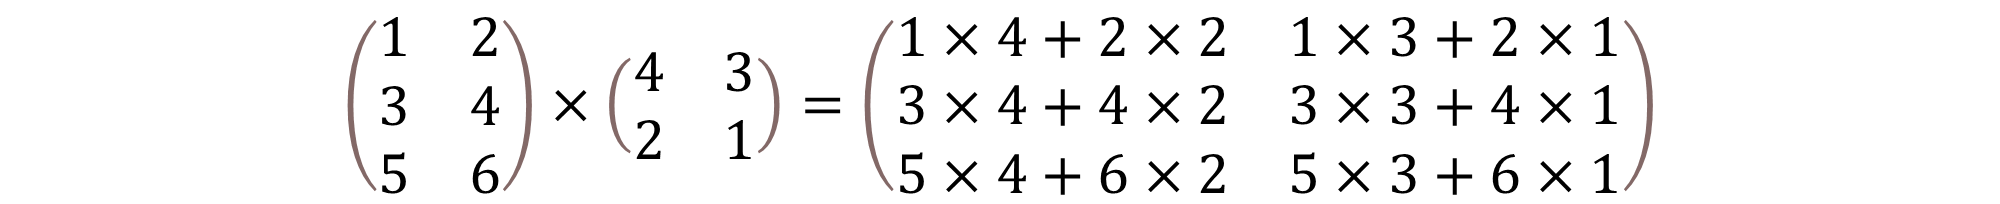 (1 2
3 4
5 6) × (4 3
2 1) = (1 × 4 + 2 × 2 1 × 3 + 2 × 1
3 × 4 + 4 × 2 3 × 3 + 4 × 1
5 × 4 + 6 × 2 5 × 3 + 6 × 1)